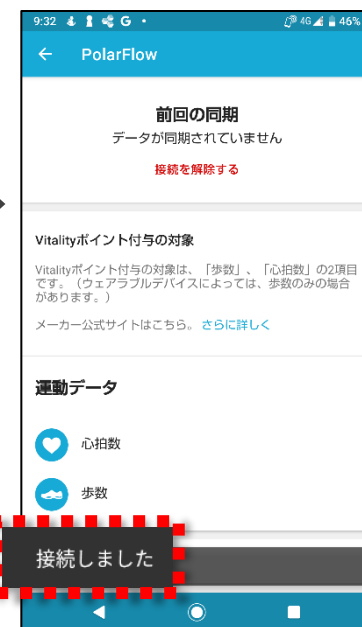 9:32 G • 4G 46%
PolarFlow
前回の同期
データが同期されていません
接続を解除する
Vitalityポイント付与の対象
Vitalityポイント付与の対象は、「歩数」、「心拍数」の2項目
です。（ウェアラブルデバイスによっては、歩数のみの場合
があります。）
メーカー公式サイトはこちら。さらに詳しく
運動データ
心拍数
歩数
接続しました